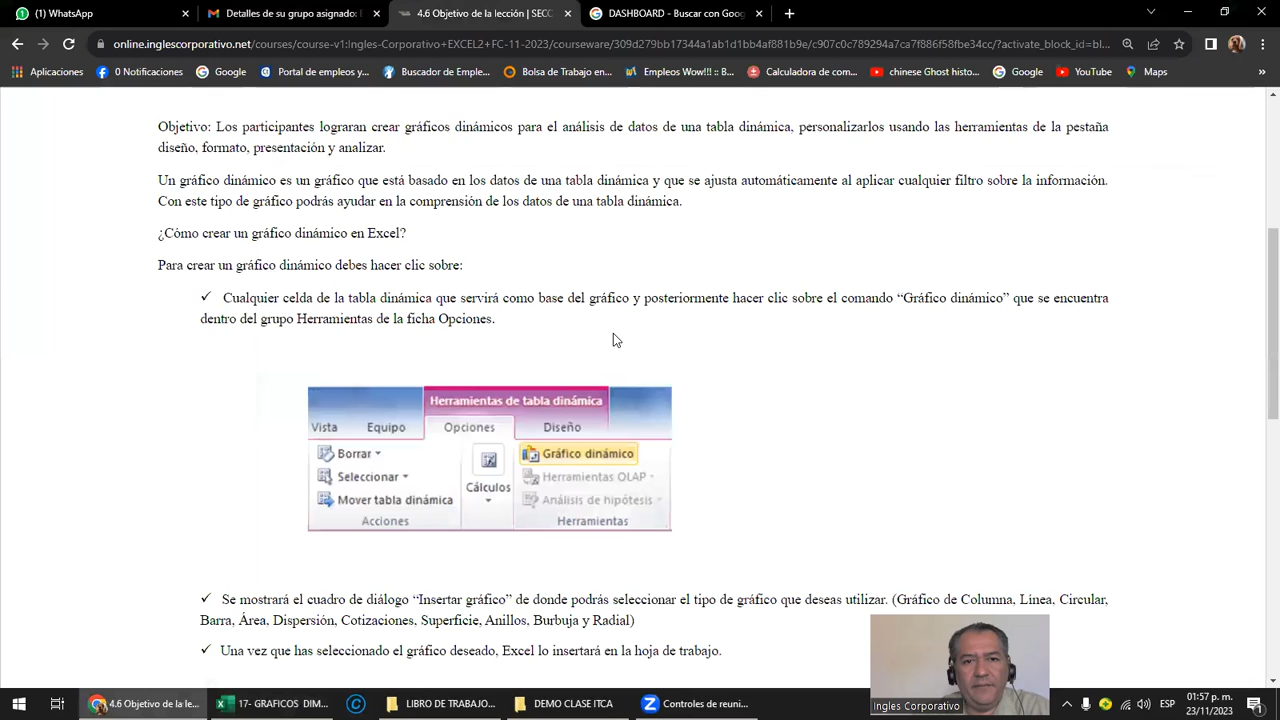 (1) WhatsApp
Detalles de su grupo asignado:
4.6 Objetivo de la lección | SECC
DASHBOARD - Buscar con Goog
online.inglescorporativo.net/courses/course-v1:Ingles-Corporativo+EXCEL2+FC-11-2023/courseware/309d279bb17344a1ab1d1bb4af881b9e/c907c0c789294a7ca7f886f58fbe34cc/?activate_block_id=bl...
Aplicaciones
0 Notificaciones
Google
Portal de empleos y...
Buscador de Emple...
Bolsa de Trabajo en...
Empleos Wow!!! :: B...
Calculadora de com...
chinese Ghost histo...
Google
YouTube
Maps
»
Objetivo: Los participantes lograran crear gráficos dinámicos para el análisis de datos de una tabla dinámica, personalizarlos usando las herramientas de la pestaña
diseño, formato, presentación y analizar.
Un gráfico dinámico es un gráfico que está basado en los datos de una tabla dinámica y que se ajusta automáticamente al aplicar cualquier filtro sobre la información.
Con este tipo de gráfico podrás ayudar en la comprensión de los datos de una tabla dinámica.
¿Cómo crear un gráfico dinámico en Excel?
Para crear un gráfico dinámico debes hacer clic sobre:
✓ Cualquier celda de la tabla dinámica que servirá como base del gráfico y posteriormente hacer clic sobre el comando “Gráfico dinámico” que se encuentra
dentro del grupo Herramientas de la ficha Opciones.
Herramientas de tabla dinámica
Vista Equipo Opciones Diseño
Borrar
Seleccionar
Mover tabla dinámica
Acciones
Cálculos
Gráfico dinámico
Herramientas OLAP
Análisis de hipótesis
Herramientas
✓ Se mostrará el cuadro de diálogo “Insertar gráfico” de donde podrás seleccionar el tipo de gráfico que deseas utilizar. (Gráfico de Columna, Línea, Circular,
Barra, Área, Dispersión, Cotizaciones, Superficie, Anillos, Burbuja y Radial)
✓ Una vez que has seleccionado el gráfico deseado, Excel lo insertará en la hoja de trabajo.
Ingles Corporativo
4.6 Objetivo de la le...
17- GRAFICOS DIM...
LIBRO DE TRABAJO...
DEMO CLASE ITCA
Controles de reuni...
ESP
01:57 p. m.
23/11/2023